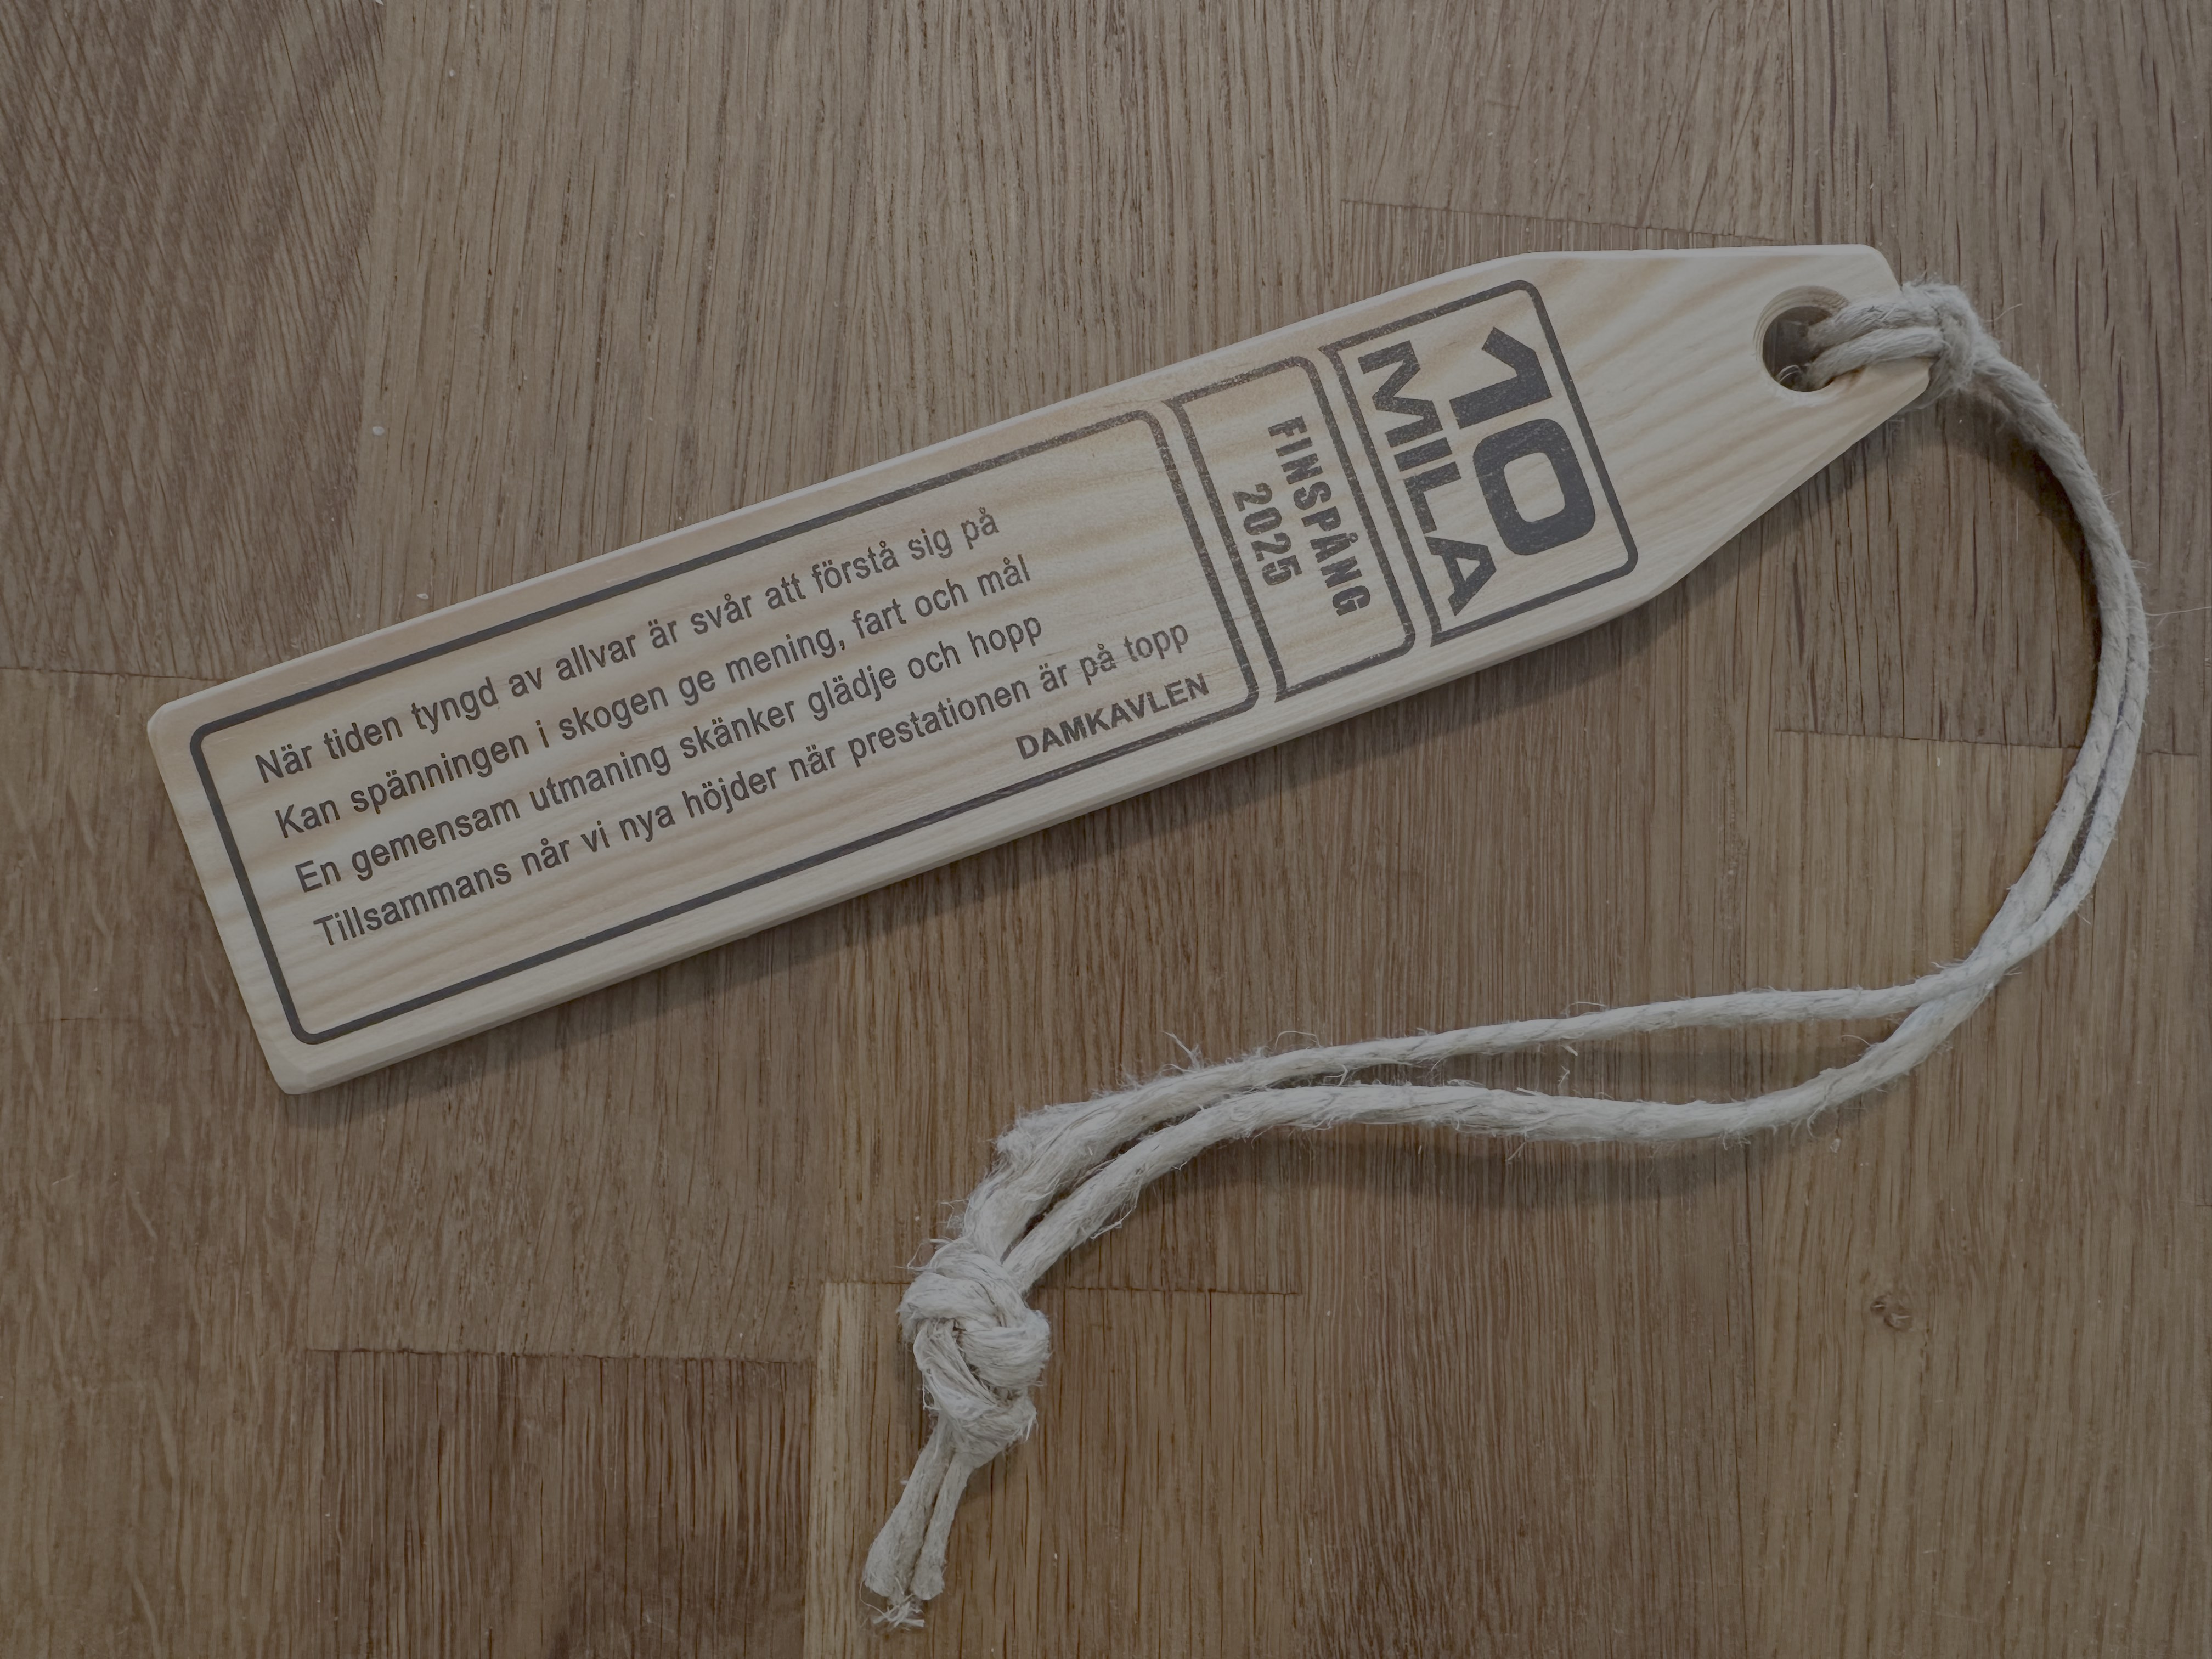 10
MILA
FINSPÅNG
2025
När tiden tyngd av allvar är svår att förstå sig på
Kan spänningen i skogen ge mening, fart och mål
En gemensam utmaning skänker glädje och hopp
Tillsammans når vi nya höjder när prestationen är på topp
DAMKAVLEN